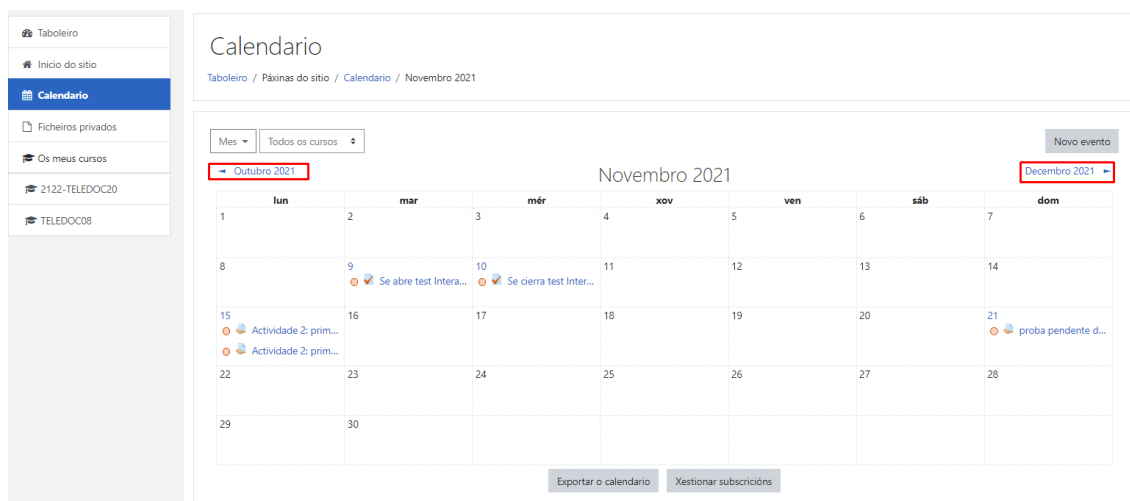 Taboleiro
Inicio do sitio
Calendario
Ficheiros privados
Os meus cursos
2122-TELEDOC20
TELEDOC08
Calendario
Taboleiro / Páxinas do sitio / Calendario / Novembro 2021
Mes Todos os cursos Novo evento
◄ Outubro 2021 Novembro 2021 Decembro 2021 ►
lun mar mér xov ven sáb dom
1 2 3 4 5 6 7
8 9 10 11 12 13 14
Se abre test Intera... Se cierra test Inter...
15 16 17 18 19 20 21
Actividade 2: prim... proba pendente d...
Actividade 2: prim...
22 23 24 25 26 27 28
29 30
Exportar o calendario Xestionar subscricións